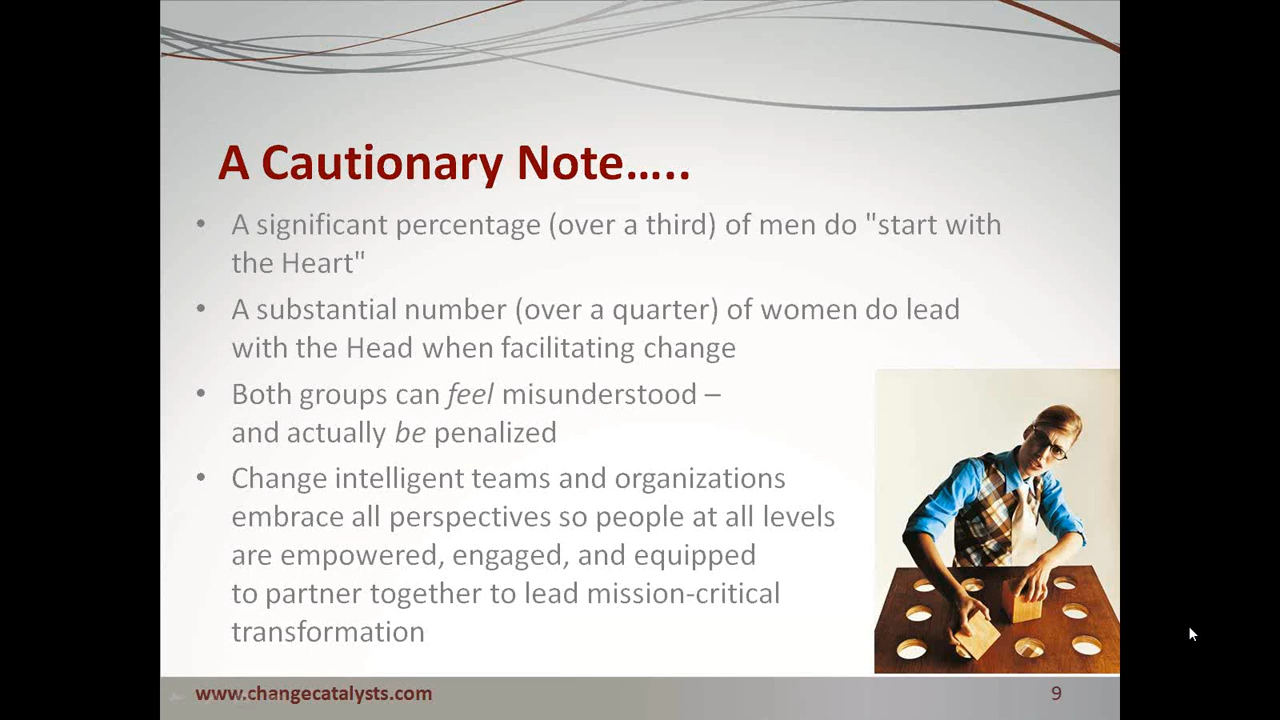 A Cautionary Note…..
• A significant percentage (over a third) of men do "start with
the Heart"
• A substantial number (over a quarter) of women do lead
with the Head when facilitating change
• Both groups can feel misunderstood –
and actually be penalized
• Change intelligent teams and organizations
embrace all perspectives so people at all levels
are empowered, engaged, and equipped
to partner together to lead mission-critical
transformation
www.changecatalysts.com
9